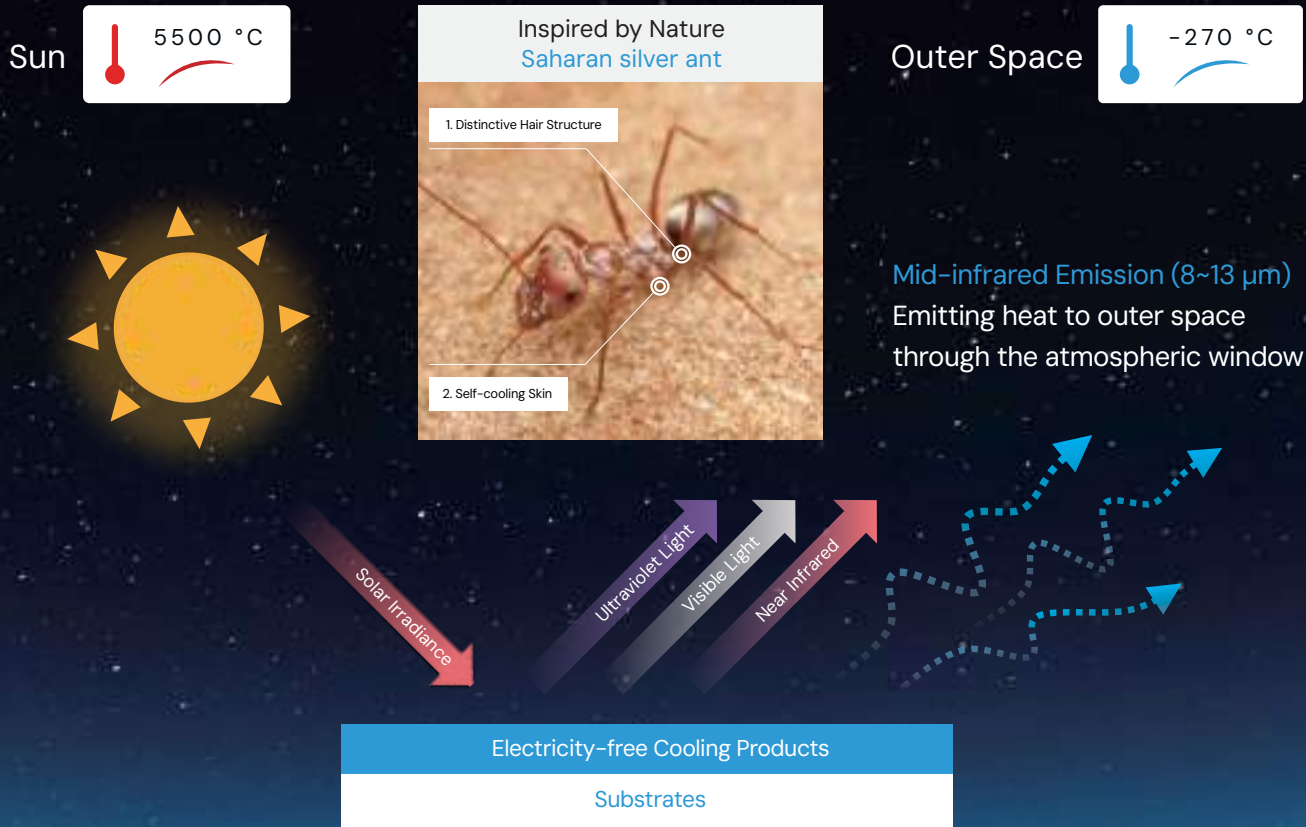 Sun
5500 °C
Inspired by Nature
Saharan silver ant
Outer Space
-270 °C
1. Distinctive Hair Structure
2. Self-cooling Skin
Mid-infrared Emission (8~13 µm)
Emitting heat to outer space
through the atmospheric window
Solar Irradiance
Ultraviolet Light
Visible Light
Near Infrared
Electricity-free Cooling Products
Substrates